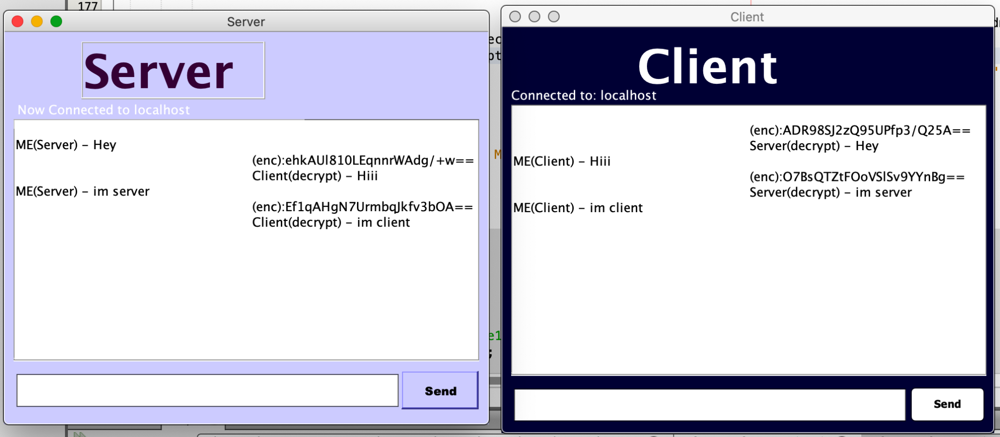 177
Server
Server
Now Connected to localhost
ME(Server) – Hey
(enc):ehkAUl810LEqnnrWAdg/+w==
Client(decrypt) – Hiii
ME(Server) – im server
(enc):Ef1qAHgN7UrmbqJkfv3bOA==
Client(decrypt) – im client
Send
Client
Client
Connected to: localhost
(enc):ADR98SJ2zQ95UPfp3/Q25A==
Server(decrypt) – Hey
ME(Client) – Hiii
(enc):O7BsQTZtFOoVSlSv9YYnBg==
Server(decrypt) – im server
ME(Client) – im client
Send